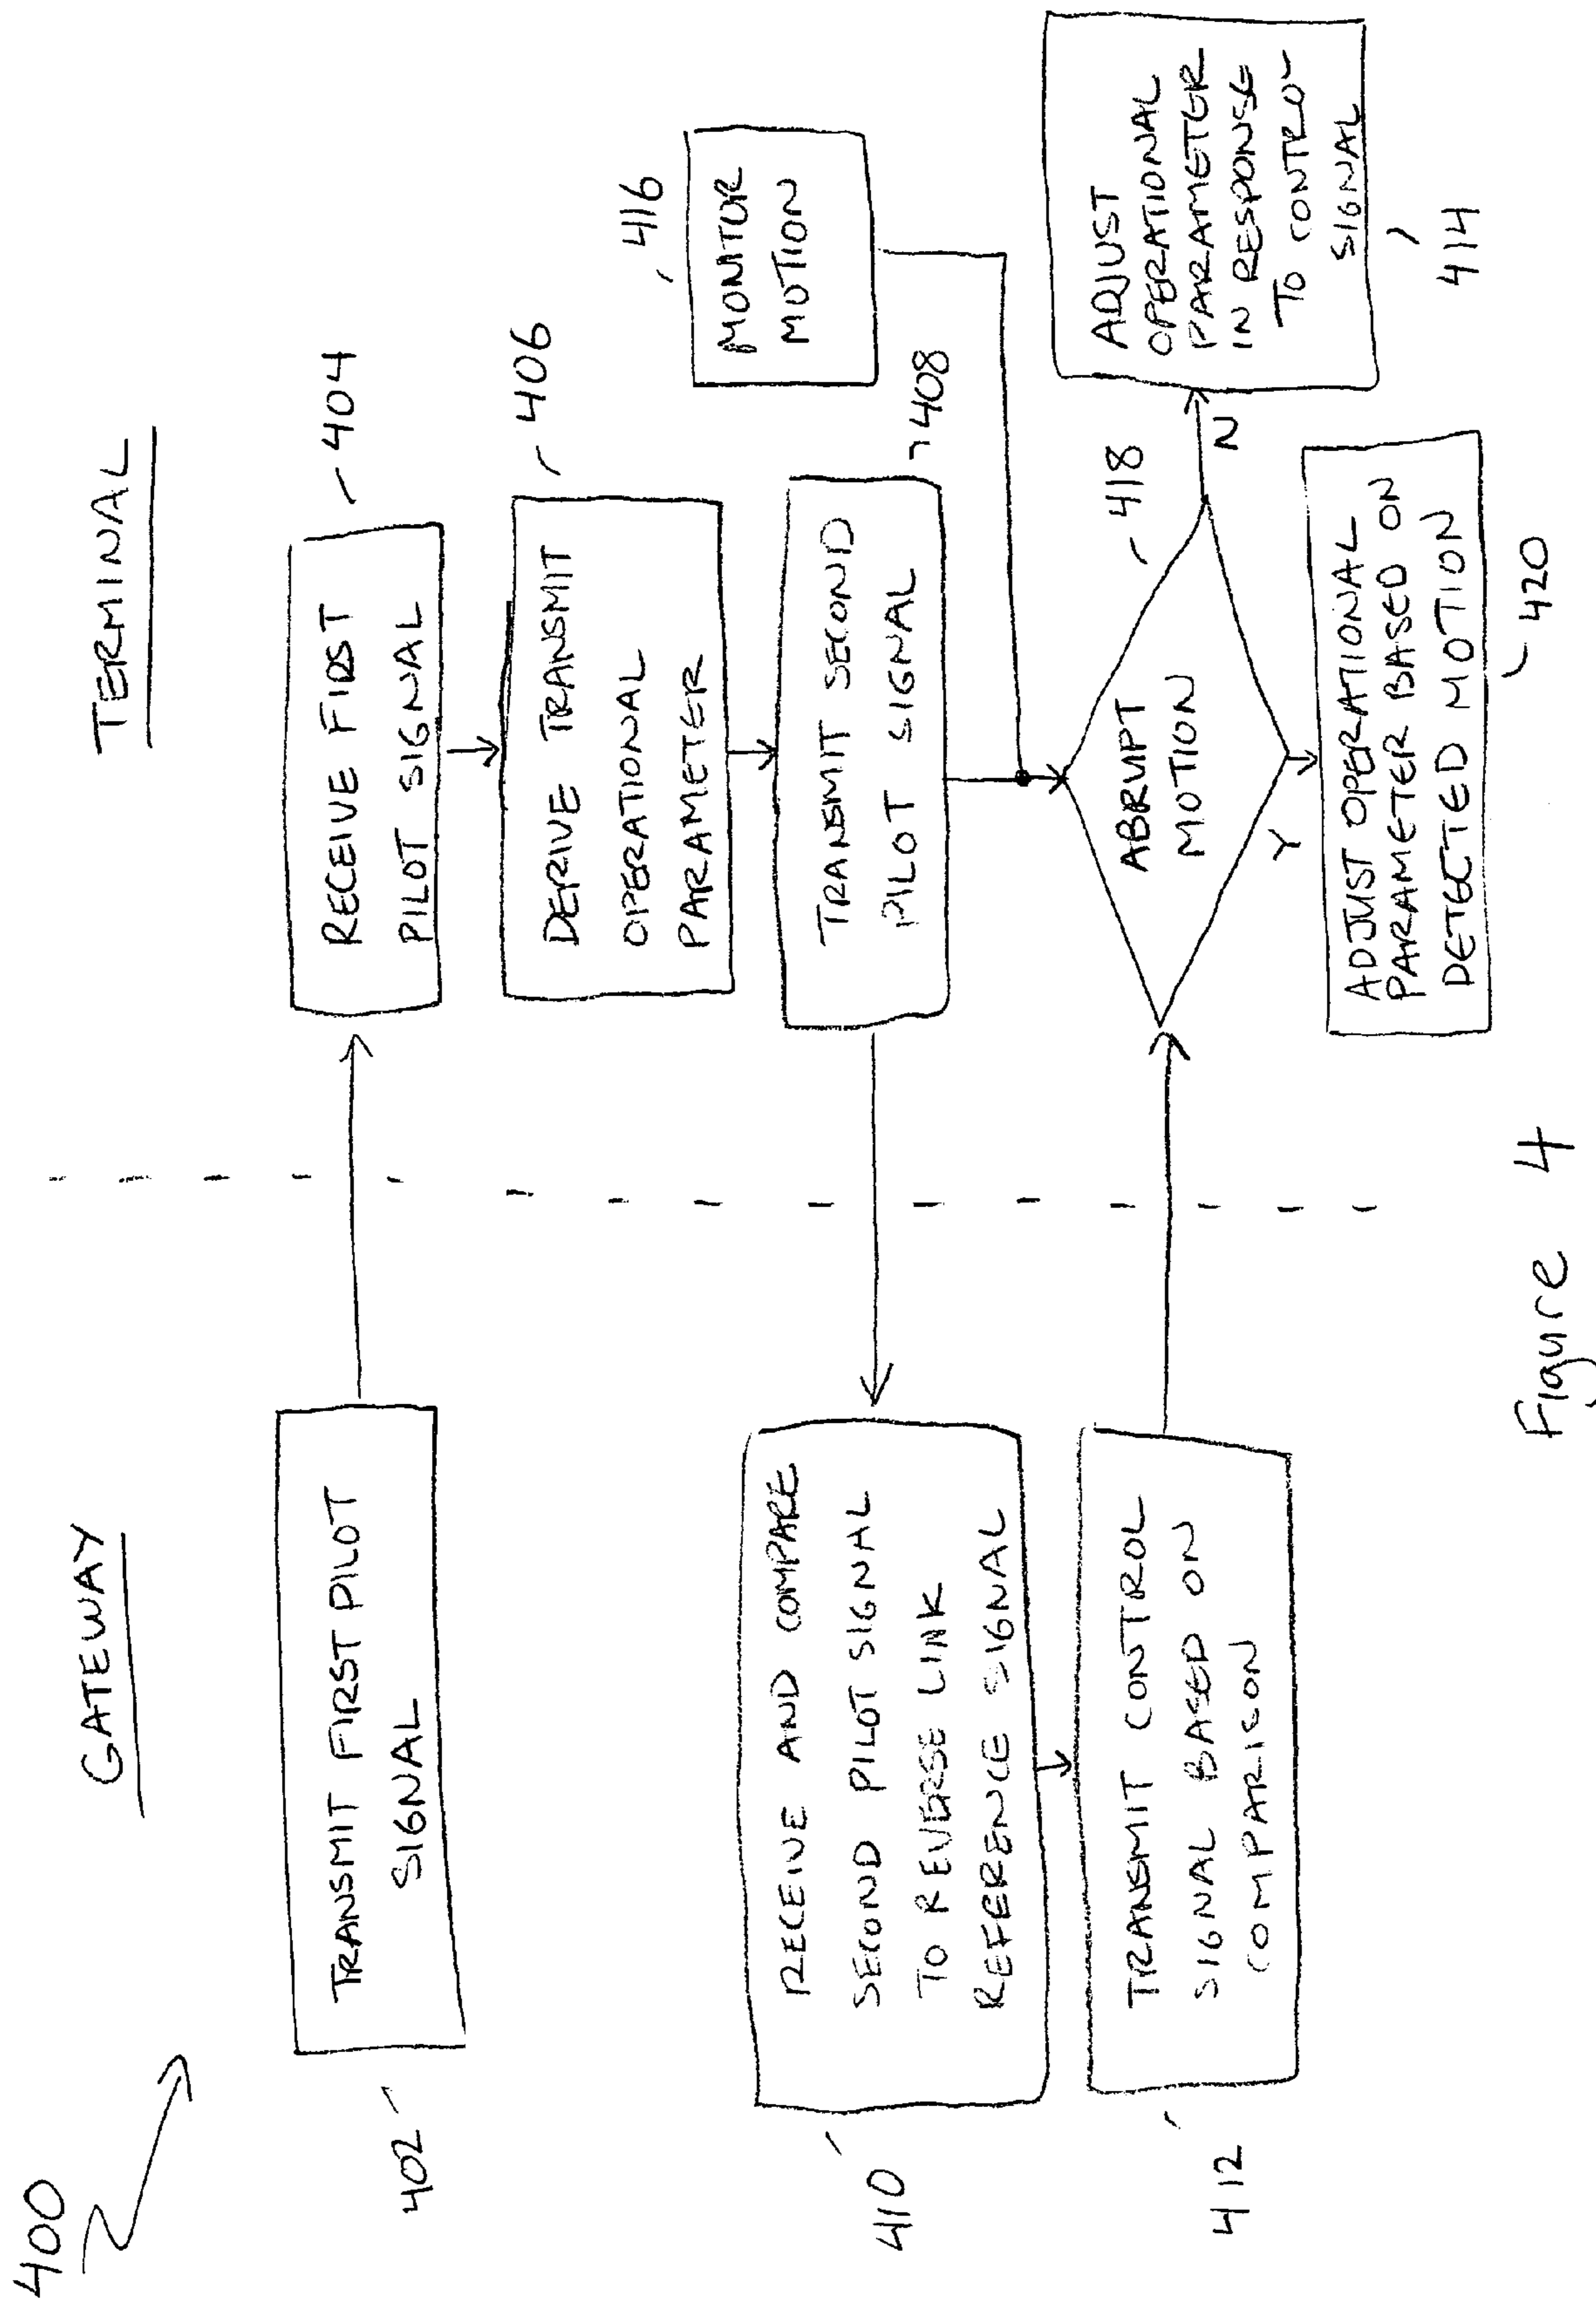 400
GATEWAY
TERMINAL
TRANSMIT FIRST PILOT
SIGNAL
402
RECEIVE FIRST
PILOT SIGNAL
404
DERIVE TRANSMIT
OPERATIONAL
PARAMETER
406
MONITOR
MOTION
416
TRANSMIT SECOND
PILOT SIGNAL
408
RECEIVE AND COMPARE
SECOND PILOT SIGNAL
TO REVERSE LINK
REFERENCE SIGNAL
410
TRANSMIT CONTROL
SIGNAL BASED ON
COMPARISON
412
ABRUPT
MOTION
418
N
Y
ADJUST
OPERATIONAL
PARAMETER
IN RESPONSE
TO CONTROL
SIGNAL
414
ADJUST OPERATIONAL
PARAMETER BASED ON
DETECTED MOTION
420
Figure 4